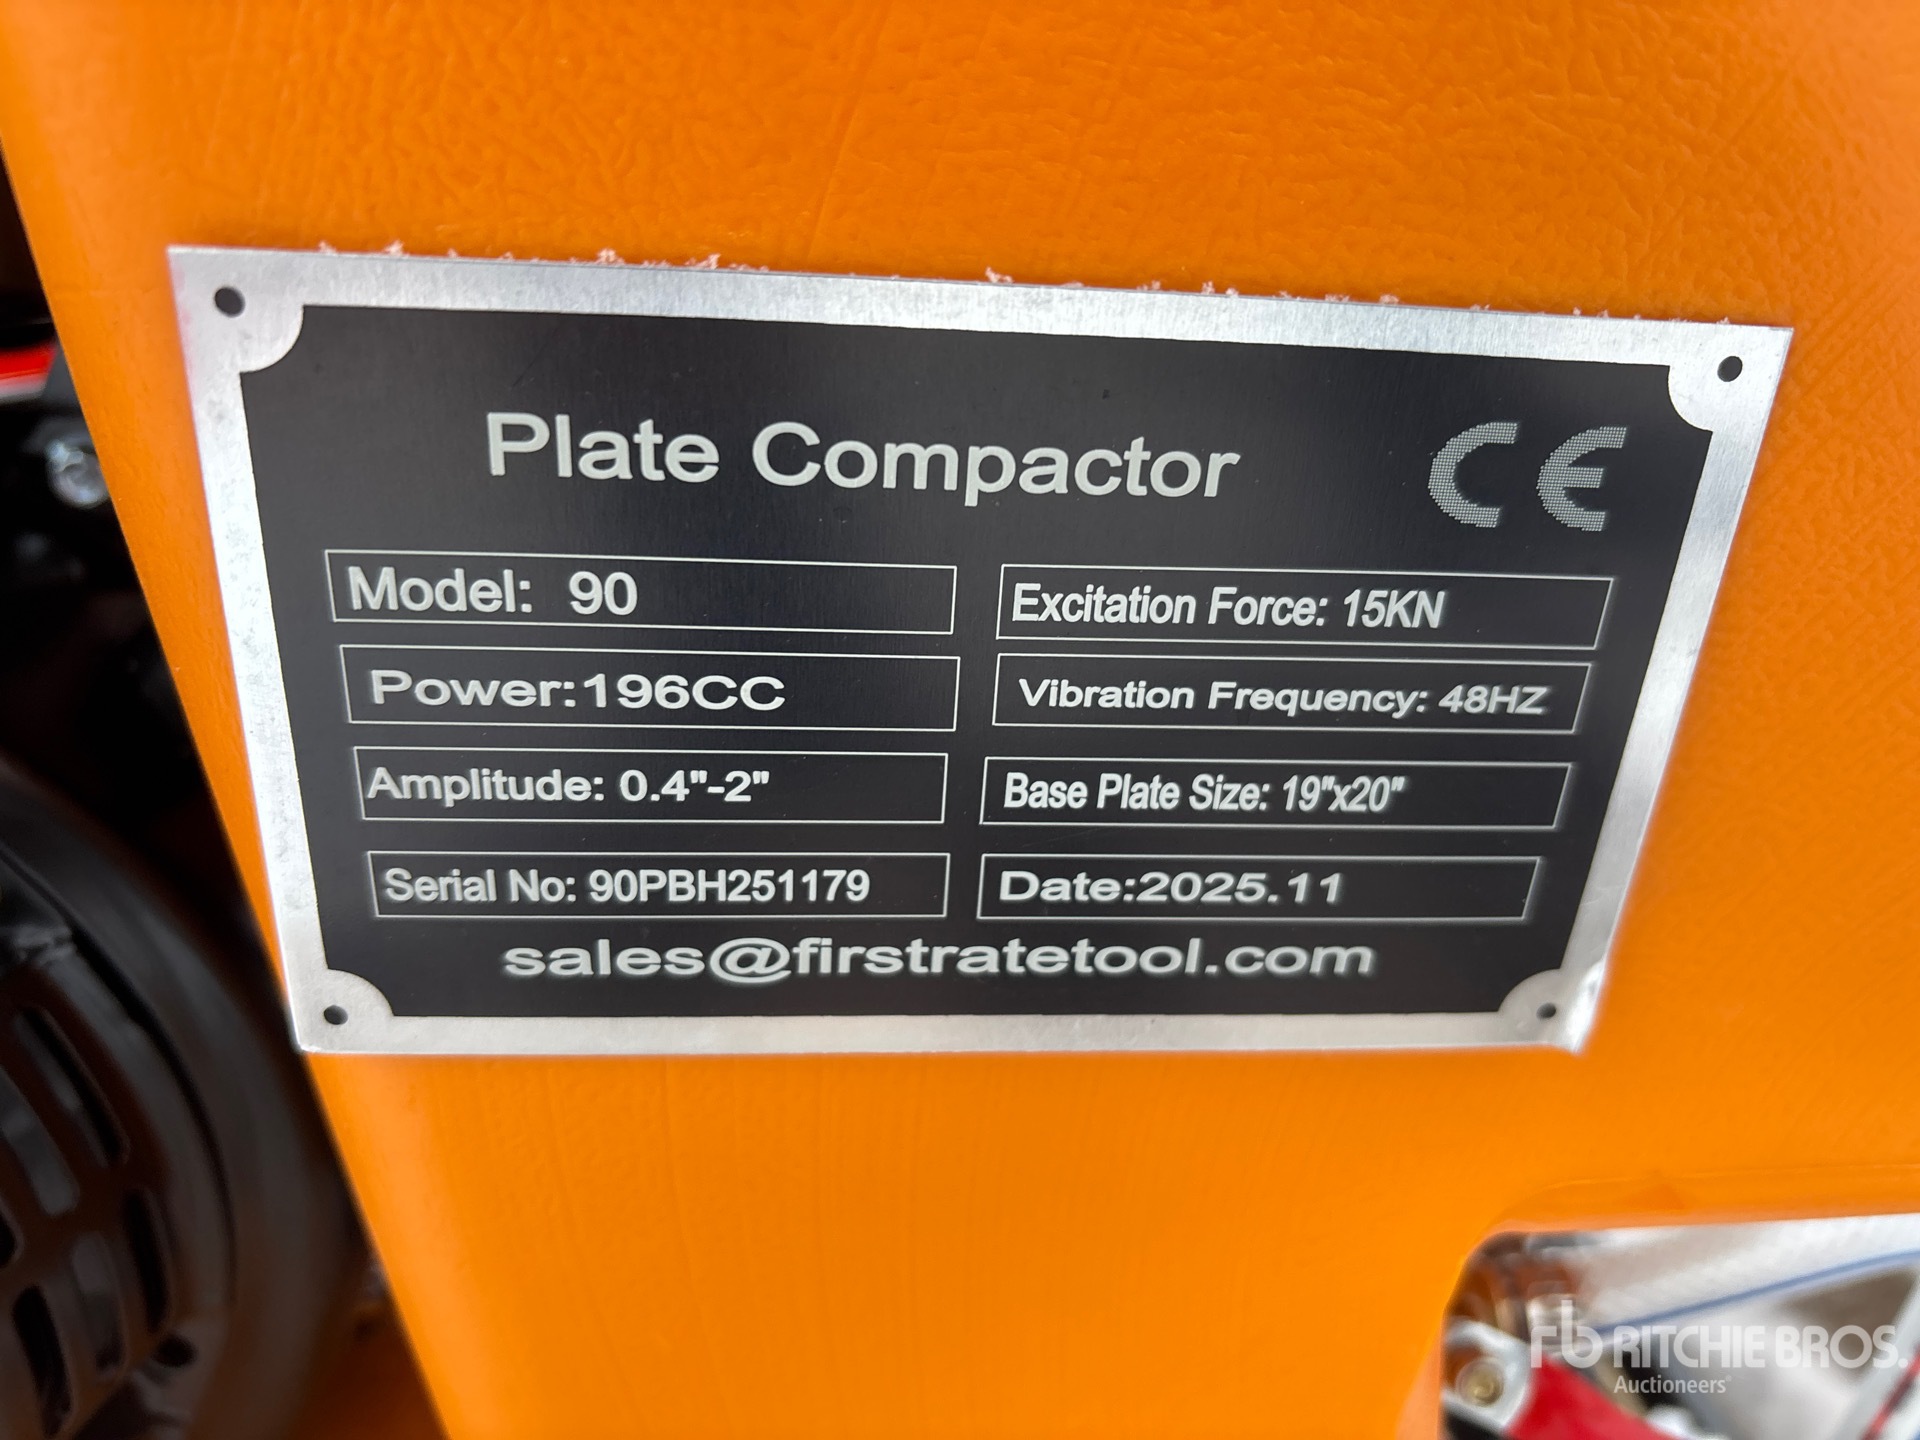 Plate Compactor CE
Model: 90
Excitation Force: 15KN
Power:196CC
Vibration Frequency: 48HZ
Amplitude: 0.4"-2"
Base Plate Size: 19"x20"
Serial No: 90PBH251179
Date:2025.11
sales@firstratetool.com
rb RITCHIE BROS.
Auctioneers